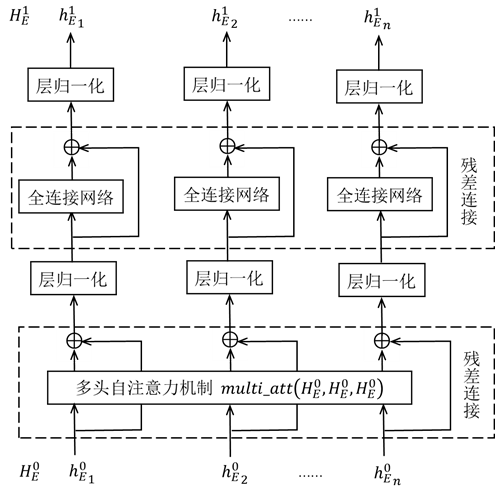 H_E^1 h_{E_1}^1 h_{E_2}^1 …… h_{E_n}^1
层归一化 层归一化 层归一化
残差连接
全连接网络 全连接网络 全连接网络
层归一化 层归一化 层归一化
残差连接
多头自注意力机制 multi_att(H_E^0,H_E^0,H_E^0)
H_E^0 h_{E_1}^0 h_{E_2}^0 …… h_{E_n}^0